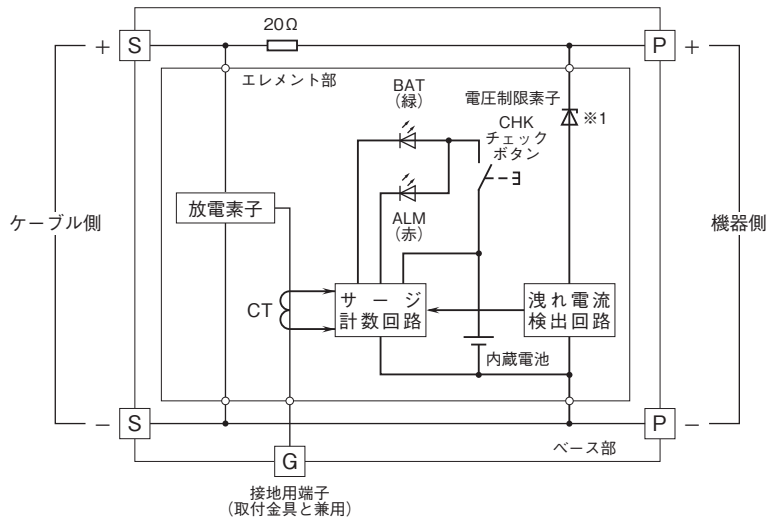 20Ω
+ S
P +
エレメント部
BAT
(緑)
電圧制限素子
※1
CHK
チェック
ボタン
放電素子
ALM
(赤)
ケーブル側
機器側
CT
サージ
計数回路
洩れ電流
検出回路
内蔵電池
− S
P −
ベース部
G
接地用端子
(取付金具と兼用)